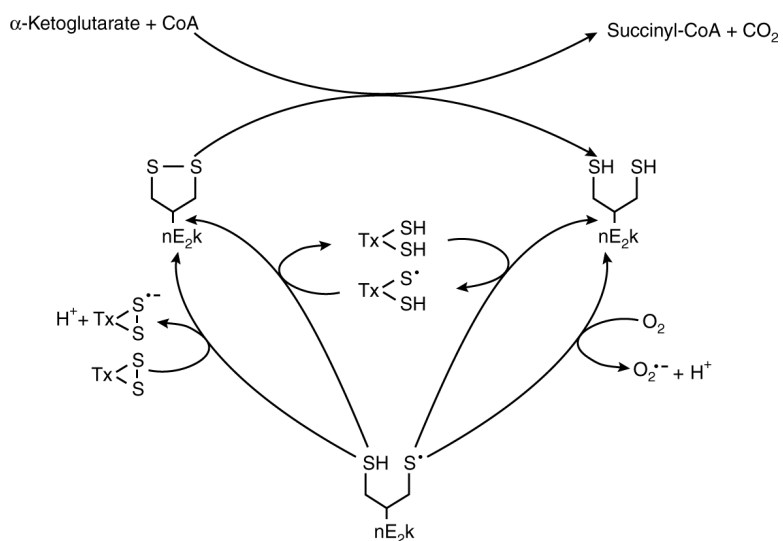 α-Ketoglutarate + CoA
Succinyl-CoA + CO₂
S — S
SH SH
nE₂k
nE₂k
Tx SH SH
Tx S• SH
H⁺ + Tx S•⁻ S
Tx S S
O₂
O₂•⁻ + H⁺
SH S•
nE₂k